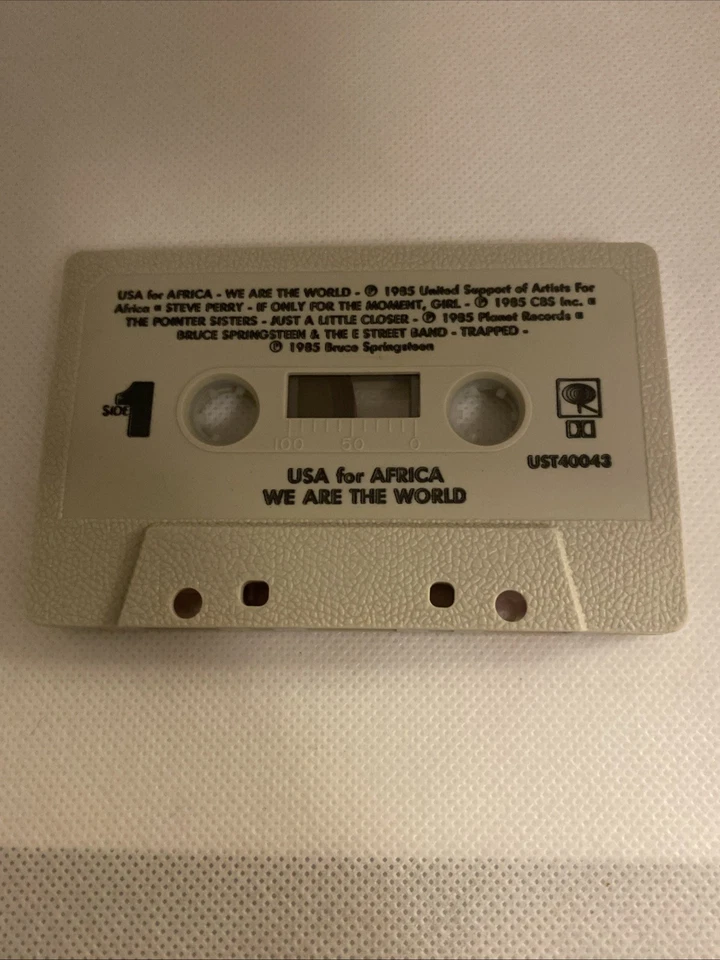 USA for AFRICA - WE ARE THE WORLD - ℗ 1985 United Support of Artists For
Africa • STEVE PERRY - IF ONLY FOR THE MOMENT, GIRL - ℗ 1985 CBS Inc. •
THE POINTER SISTERS - JUST A LITTLE CLOSER - ℗ 1985 Planet Records •
BRUCE SPRINGSTEEN & THE E STREET BAND - TRAPPED -
℗ 1985 Bruce Springsteen
SIDE 1
100 50 0
UST40043
USA for AFRICA
WE ARE THE WORLD